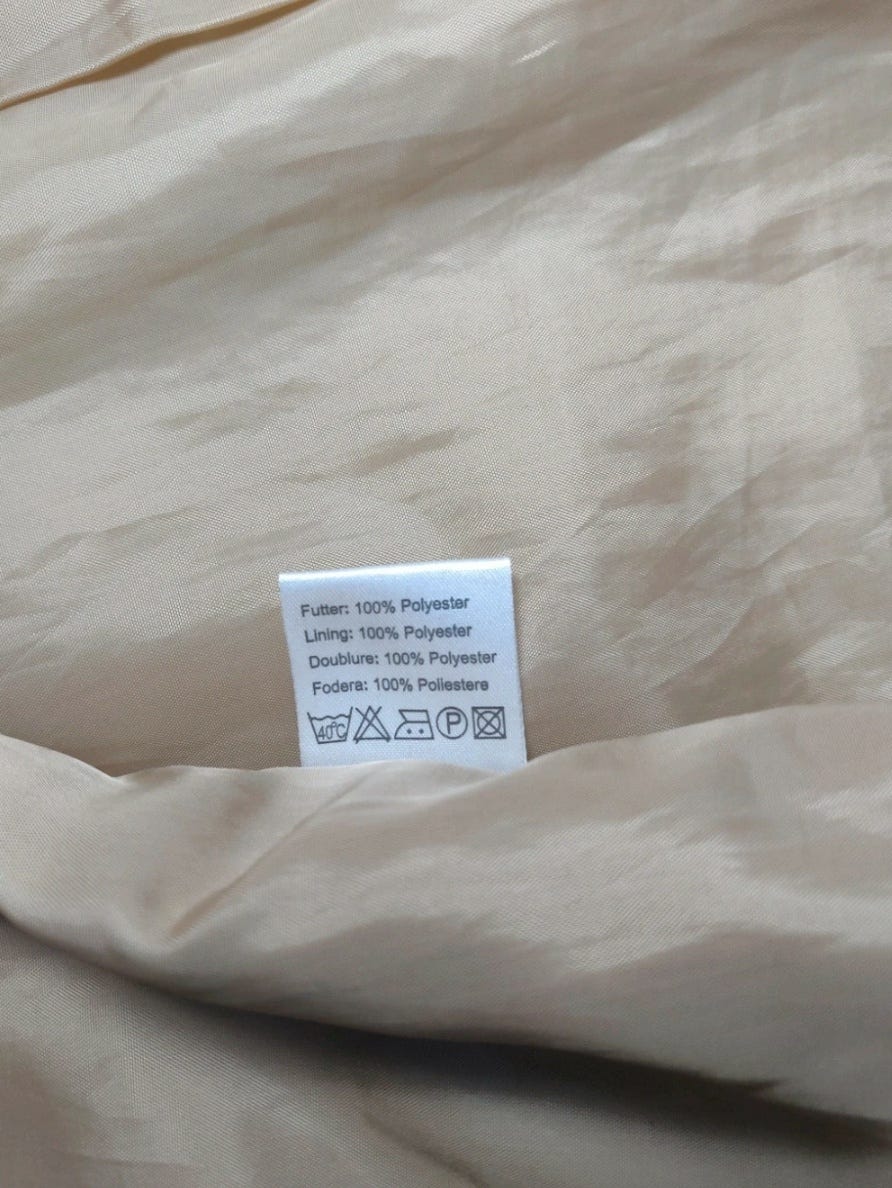 Futter: 100% Polyester
Lining: 100% Polyester
Doublure: 100% Polyester
Fodera: 100% Poliestere
40°C P